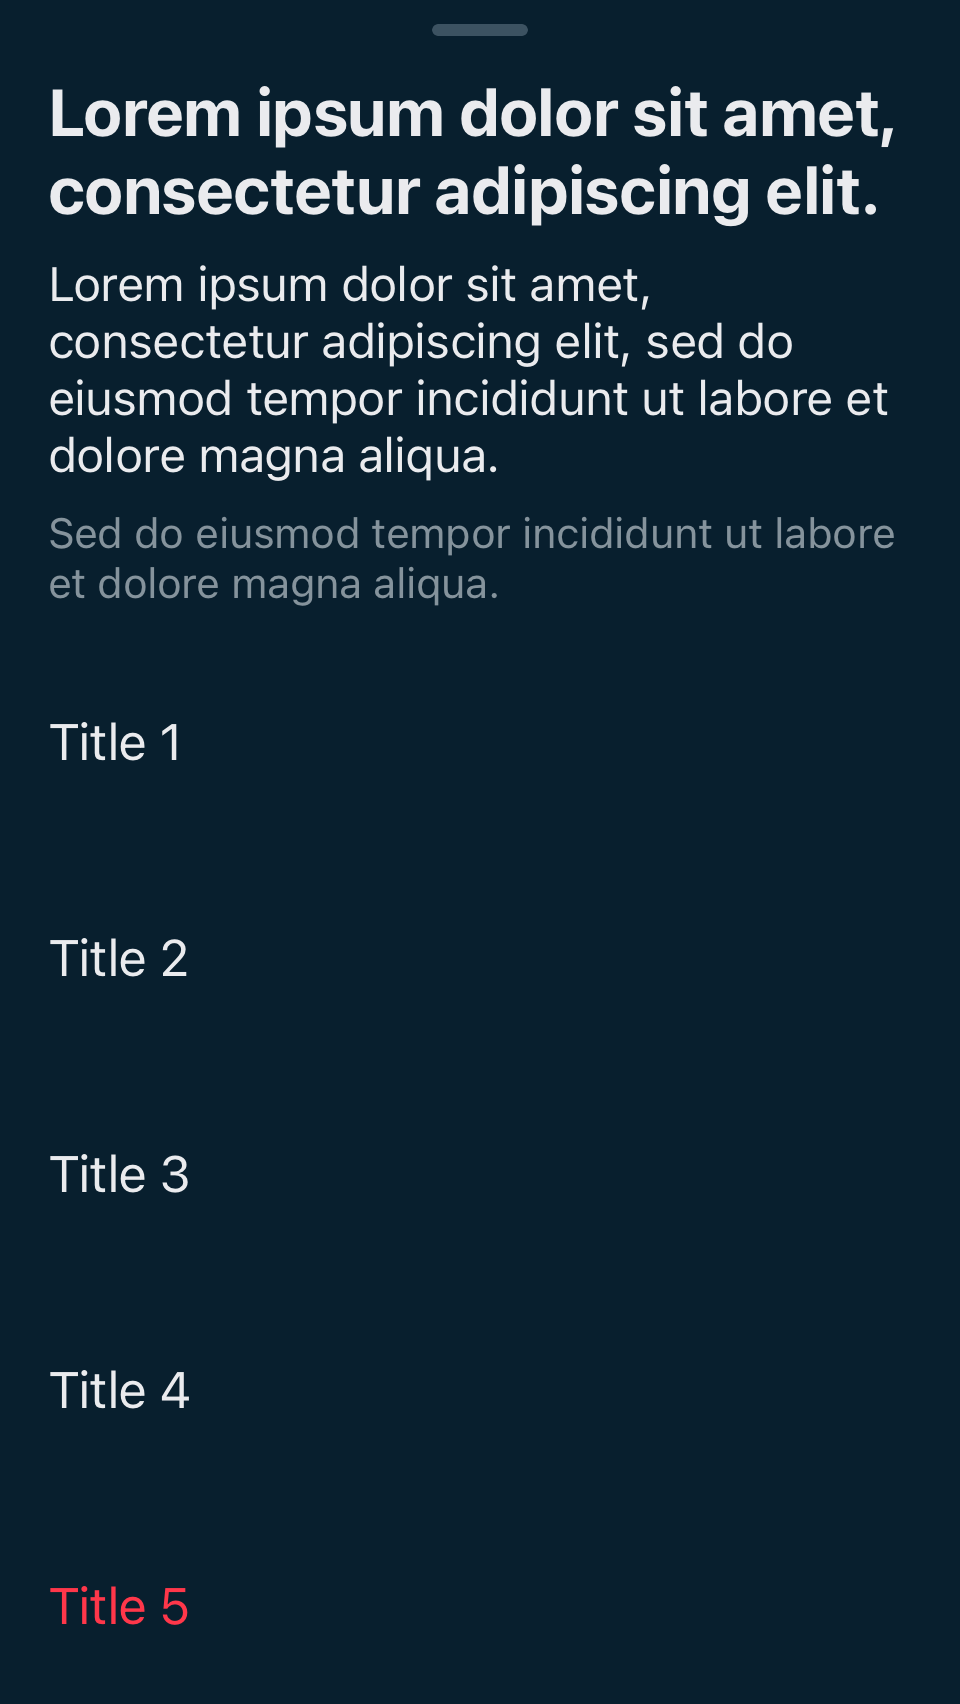 Lorem ipsum dolor sit amet,
consectetur adipiscing elit.
Lorem ipsum dolor sit amet,
consectetur adipiscing elit, sed do
eiusmod tempor incididunt ut labore et
dolore magna aliqua.
Sed do eiusmod tempor incididunt ut labore
et dolore magna aliqua.
Title 1
Title 2
Title 3
Title 4
Title 5